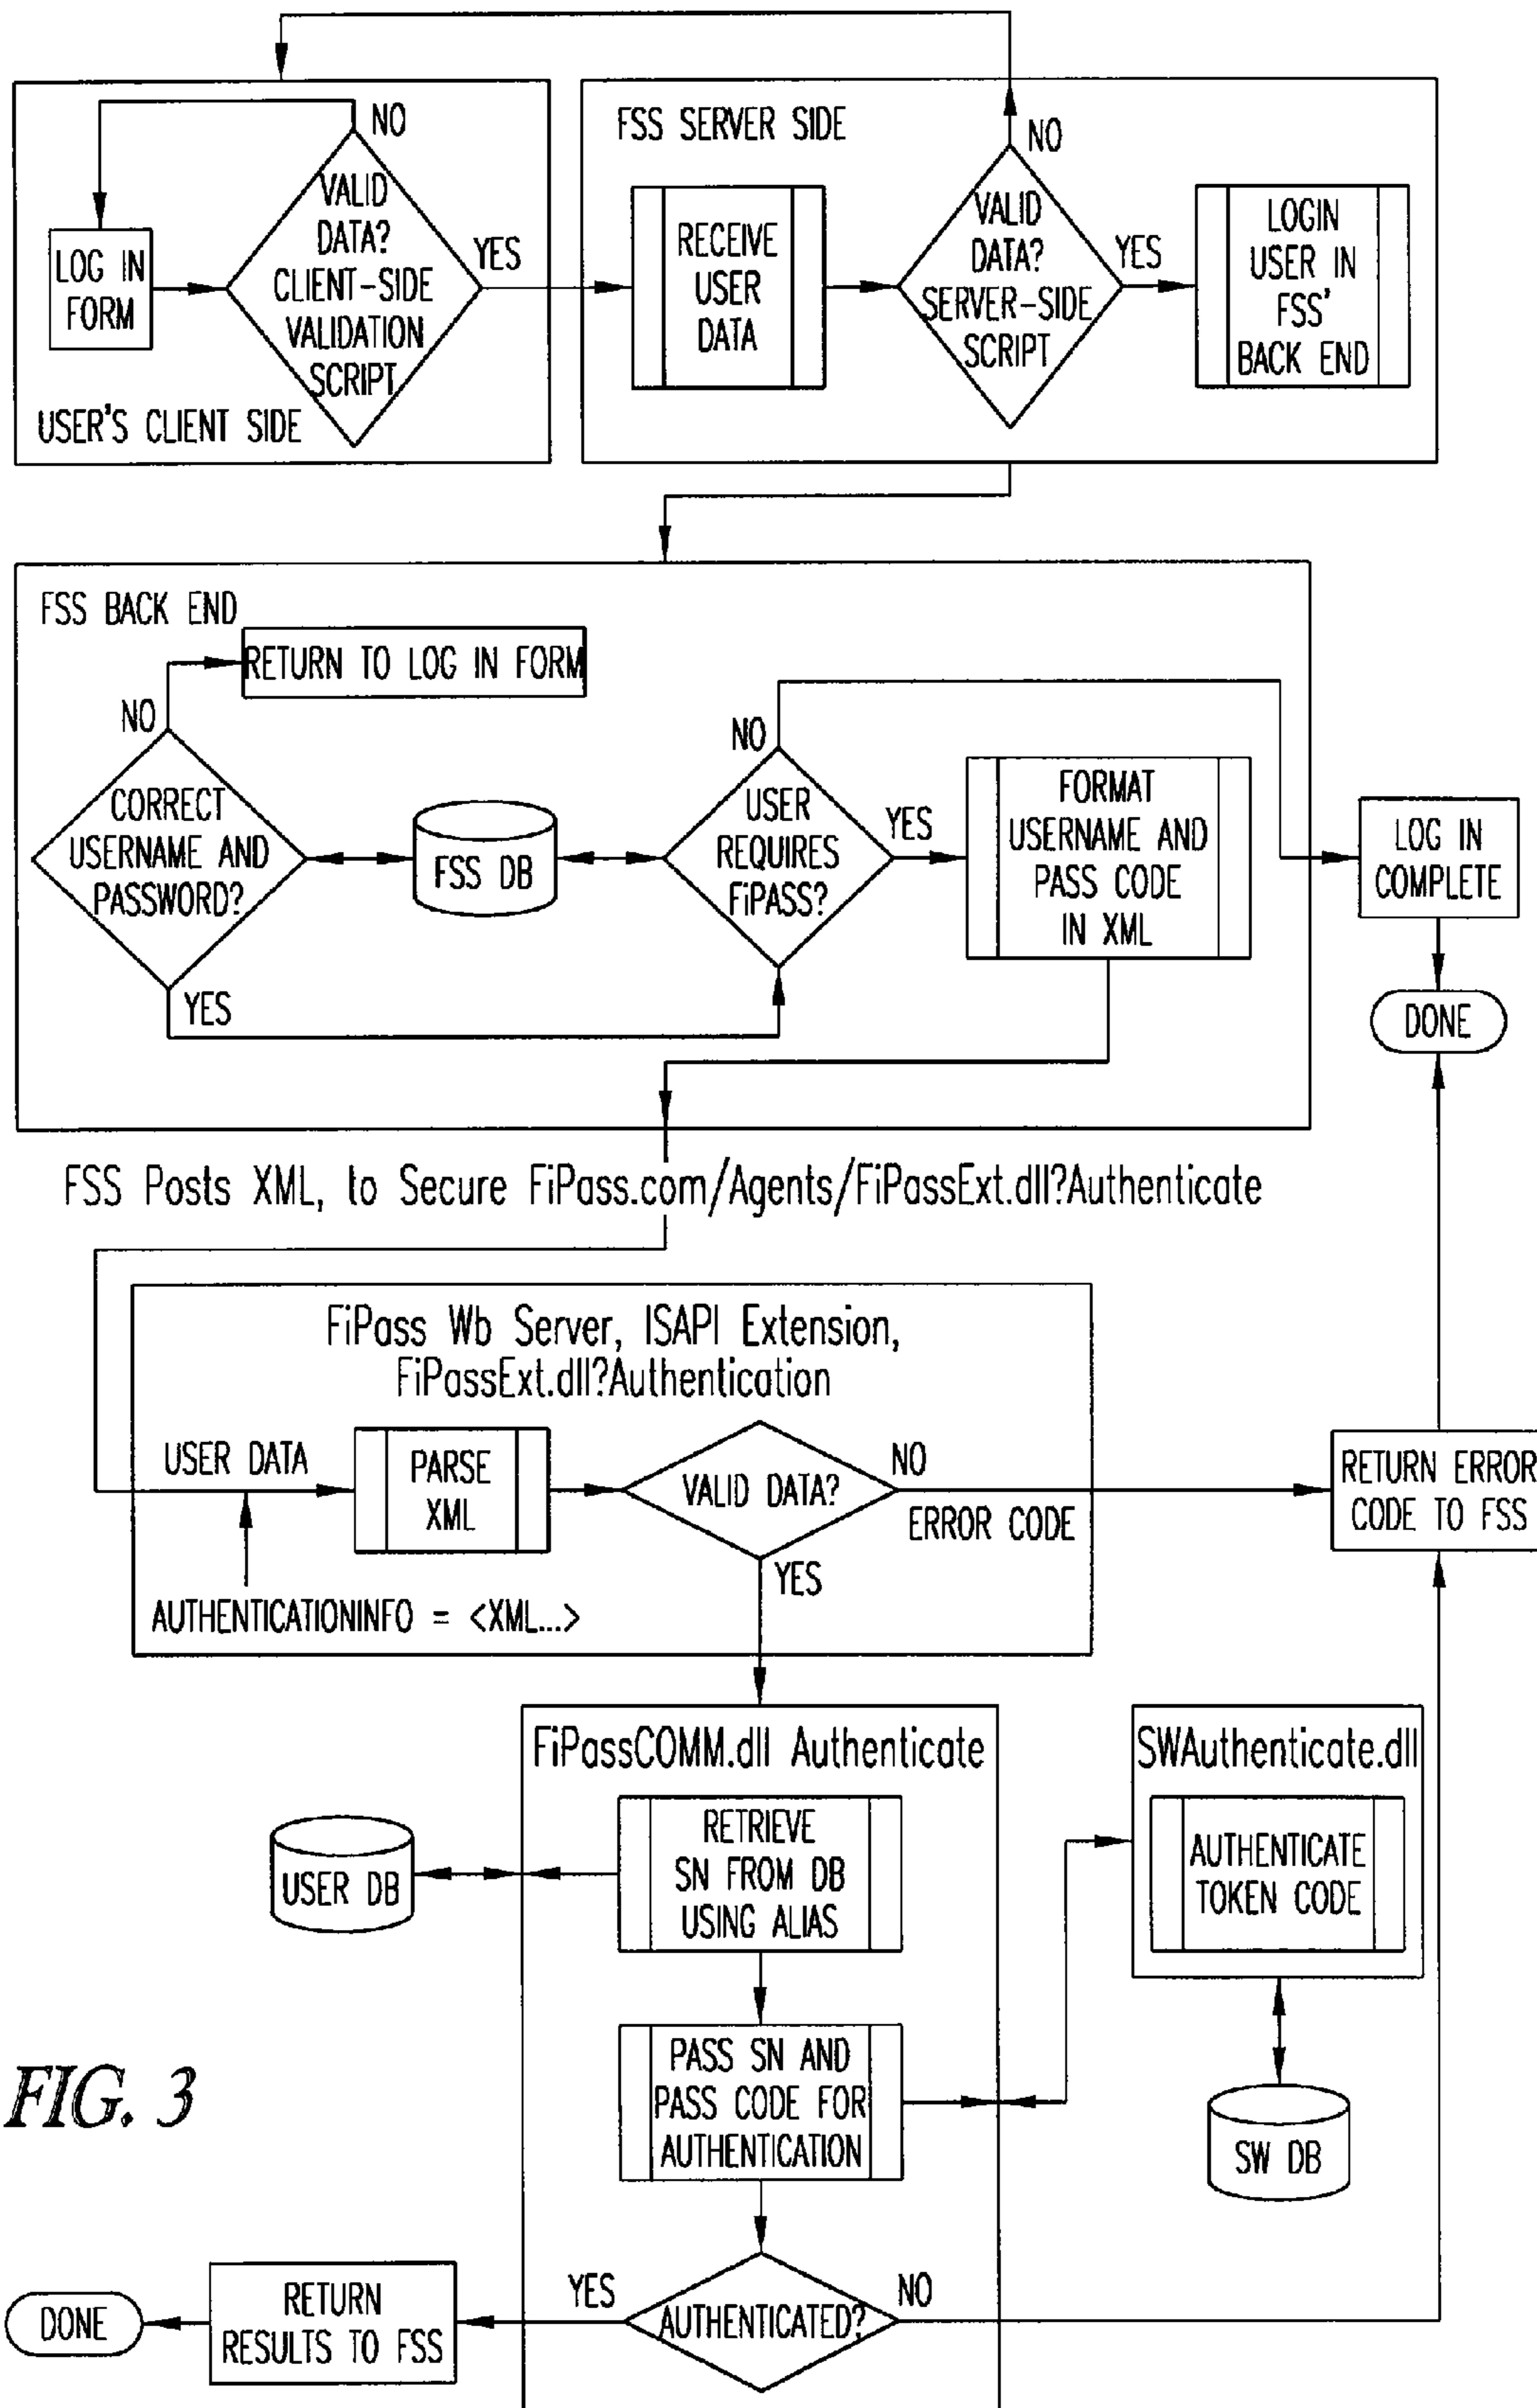 NO
VALID
DATA?
CLIENT-SIDE
VALIDATION
SCRIPT
LOG IN
FORM
YES
USER'S CLIENT SIDE
FSS SERVER SIDE
NO
RECEIVE
USER
DATA
VALID
DATA?
SERVER-SIDE
SCRIPT
YES
LOGIN
USER IN
FSS'
BACK END
FSS BACK END
RETURN TO LOG IN FORM
NO
CORRECT
USERNAME AND
PASSWORD?
YES
FSS DB
NO
USER
REQUIRES
FiPASS?
YES
FORMAT
USERNAME AND
PASS CODE
IN XML
LOG IN
COMPLETE
DONE
FSS Posts XML, to Secure FiPass.com/Agents/FiPassExt.dll?Authenticate
FiPass Wb Server, ISAPI Extension,
FiPassExt.dll?Authentication
USER DATA
PARSE
XML
VALID DATA?
NO
ERROR CODE
YES
AUTHENTICATIONINFO = <XML...>
RETURN ERROR
CODE TO FSS
FiPassCOMM.dll Authenticate
RETRIEVE
SN FROM DB
USING ALIAS
USER DB
SWAuthenticate.dll
AUTHENTICATE
TOKEN CODE
PASS SN AND
PASS CODE FOR
AUTHENTICATION
SW DB
FIG. 3
YES
AUTHENTICATED?
NO
RETURN
RESULTS TO FSS
DONE